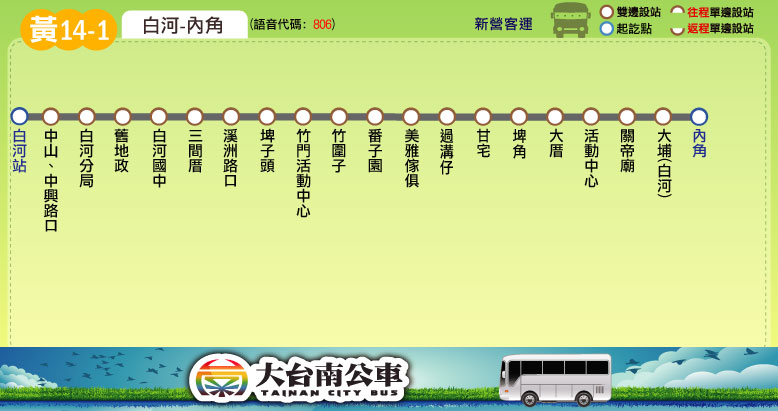 黃14-1
白河-內角
(語音代碼: 806)
新營客運
雙邊設站
往程單邊設站
起訖點
返程單邊設站
白河站
中山、中興路口
白河分局
舊地政
白河國中
三間厝
溪洲路口
埤子頭
竹門活動中心
竹圍子
番子園
美雅傢俱
過溝仔
甘宅
埤角
大厝
活動中心
關帝廟
大埔(白河)
內角
大台南公車
TAINAN CITY BUS